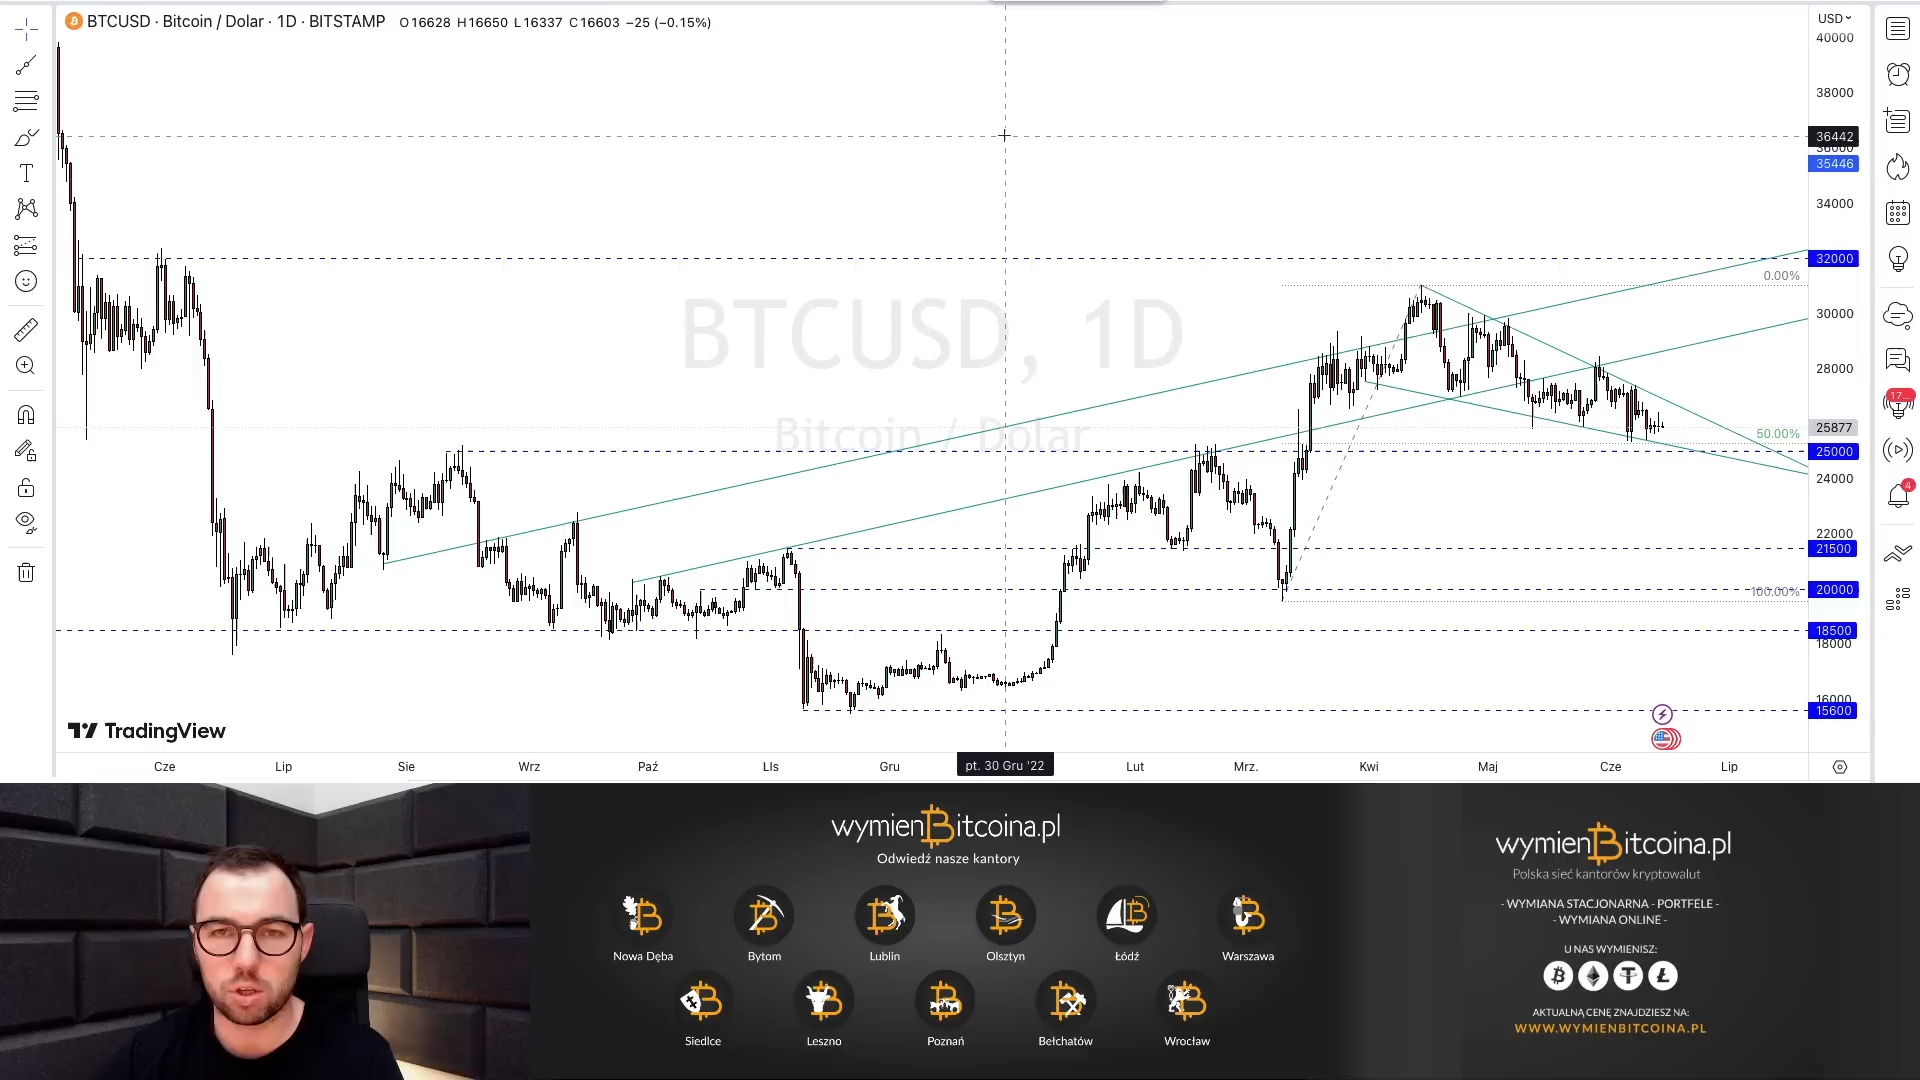 BTCUSD · Bitcoin / Dolar · 1D · BITSTAMP O16628 H16650 L16337 C16603 −25 (−0.15%)
USD
40000
38000
36442
36000
35446
34000
32000
0.00%
30000
28000
BTCUSD, 1D
Bitcoin / Dolar
25877
50.00%
25000
24000
22000
21500
100.00%
20000
18500
18000
16000
15600
17...
4
TradingView
Cze Lip Sie Wrz Paź LIs Gru pt. 30 Gru '22 Lut Mrz. Kwi Maj Cze Lip
wymienBitcoina.pl
Odwiedź nasze kantory
Nowa Dęba Bytom Lublin Olsztyn Łódź Warszawa
Siedlce Leszno Poznań Bełchatów Wrocław
wymienBitcoina.pl
Polska sieć kantorów kryptowalut
- WYMIANA STACJONARNA - PORTFELE -
- WYMIANA ONLINE -
U NAS WYMIENISZ:
AKTUALNĄ CENĘ ZNAJDZIESZ NA:
WWW.WYMIENBITCOINA.PL